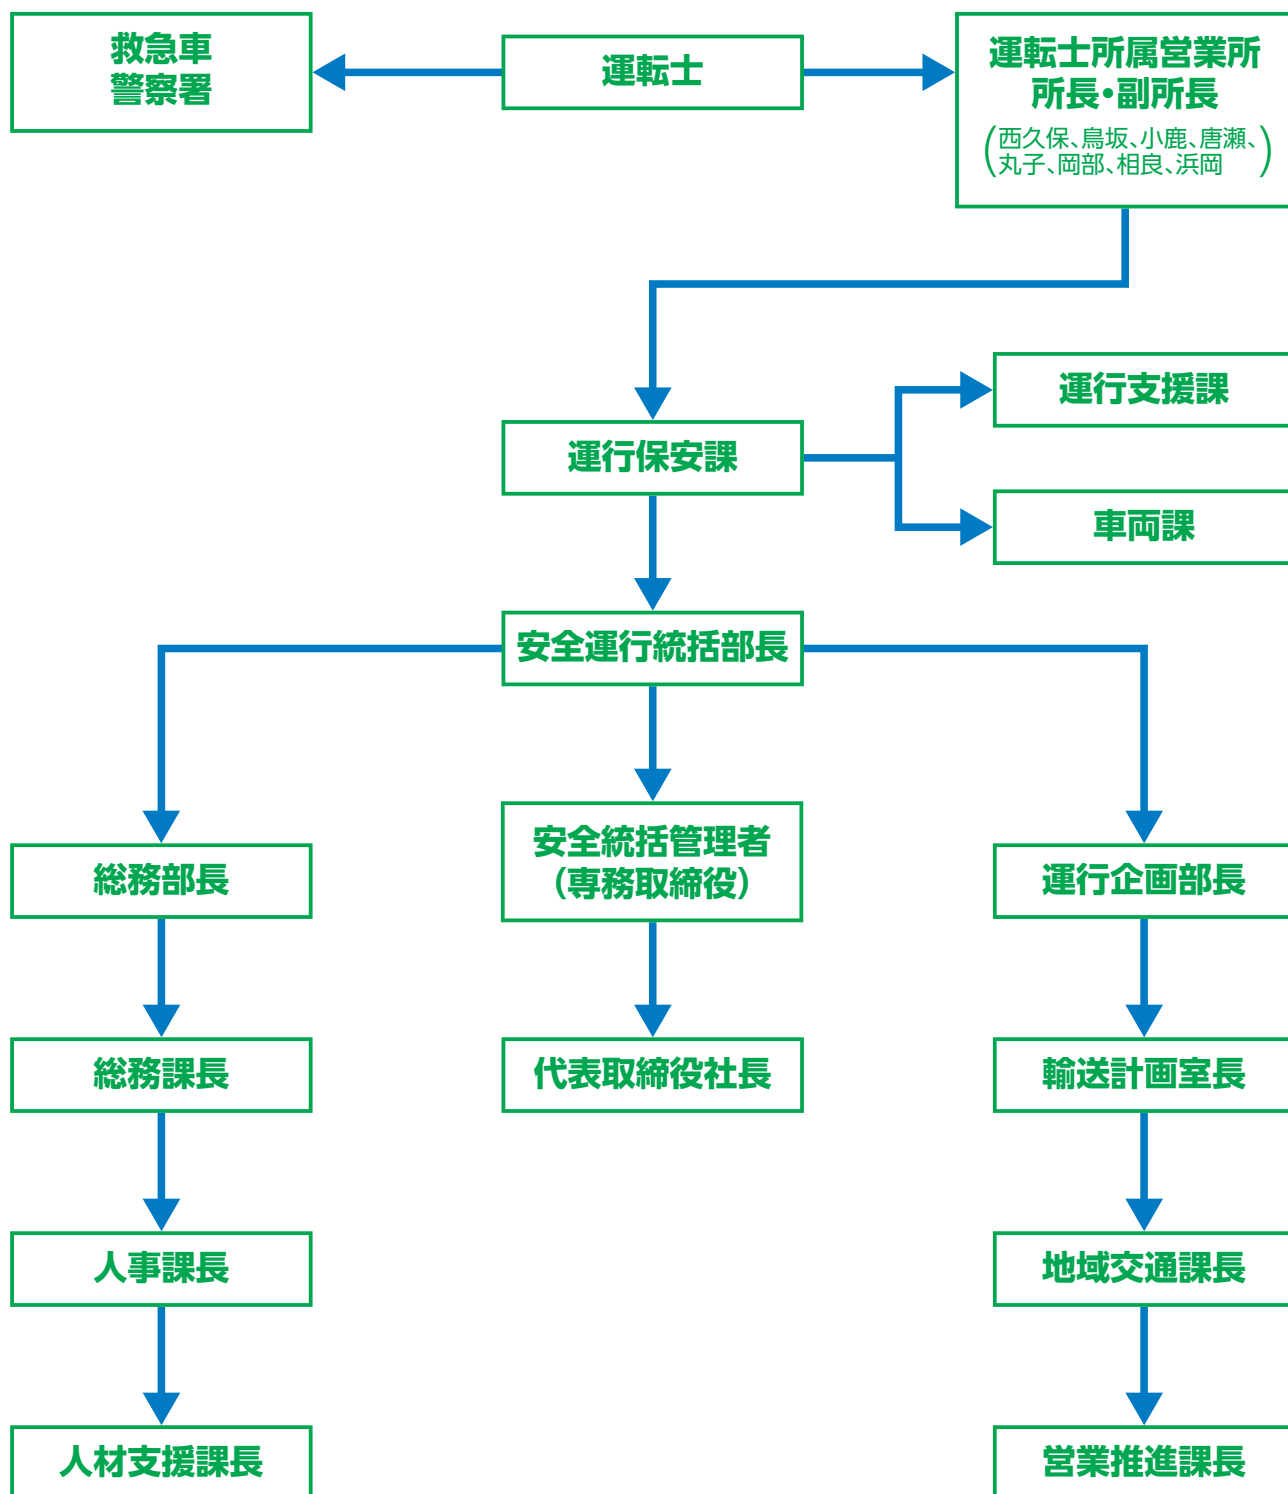 救急車
警察署
運転士
運転士所属営業所
所長・副所長
(西久保、鳥坂、小鹿、唐瀬、
丸子、岡部、相良、浜岡)
運行支援課
運行保安課
車両課
安全運行統括部長
総務部長
安全統括管理者
(専務取締役)
運行企画部長
総務課長
代表取締役社長
輸送計画室長
人事課長
地域交通課長
人材支援課長
営業推進課長